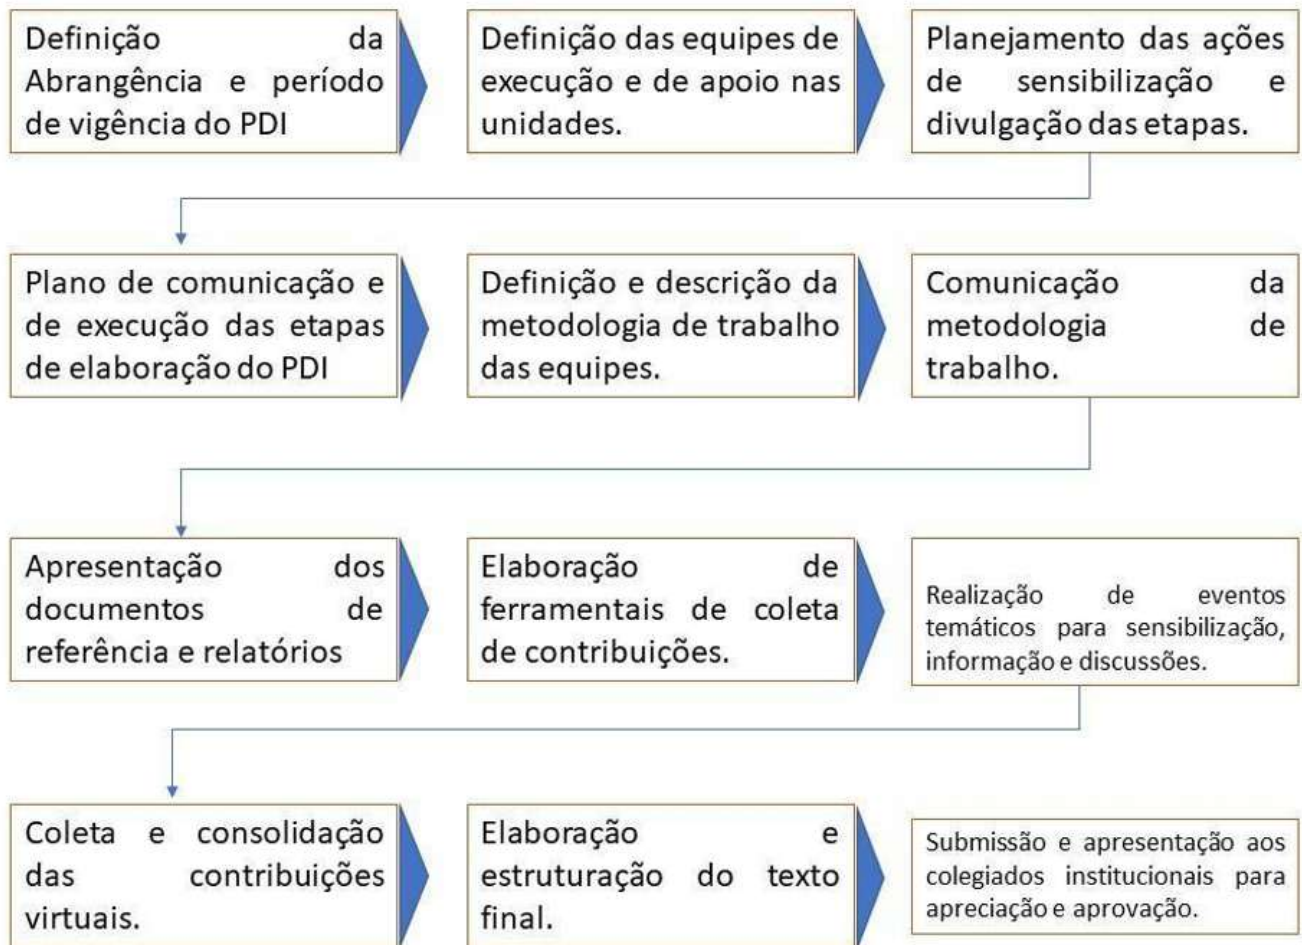 Definição da
Abrangência e período
de vigência do PDI
Definição das equipes de
execução e de apoio nas
unidades.
Planejamento das ações
de sensibilização e
divulgação das etapas.
Plano de comunicação e
de execução das etapas
de elaboração do PDI
Definição e descrição da
metodologia de trabalho
das equipes.
Comunicação da
metodologia de
trabalho.
Apresentação dos
documentos de
referência e relatórios
Elaboração de
ferramentais de coleta
de contribuições.
Realização de eventos
temáticos para sensibilização,
informação e discussões.
Coleta e consolidação
das contribuições
virtuais.
Elaboração e
estruturação do texto
final.
Submissão e apresentação aos
colegiados institucionais para
apreciação e aprovação.